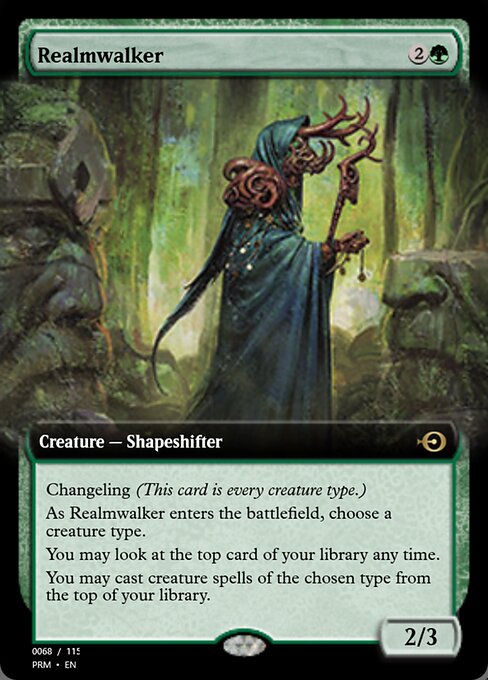 Realmwalker
2
Creature — Shapeshifter
Changeling (This card is every creature type.)
As Realmwalker enters the battlefield, choose a
creature type.
You may look at the top card of your library any time.
You may cast creature spells of the chosen type from
the top of your library.
2/3
0068 / 115
PRM • EN